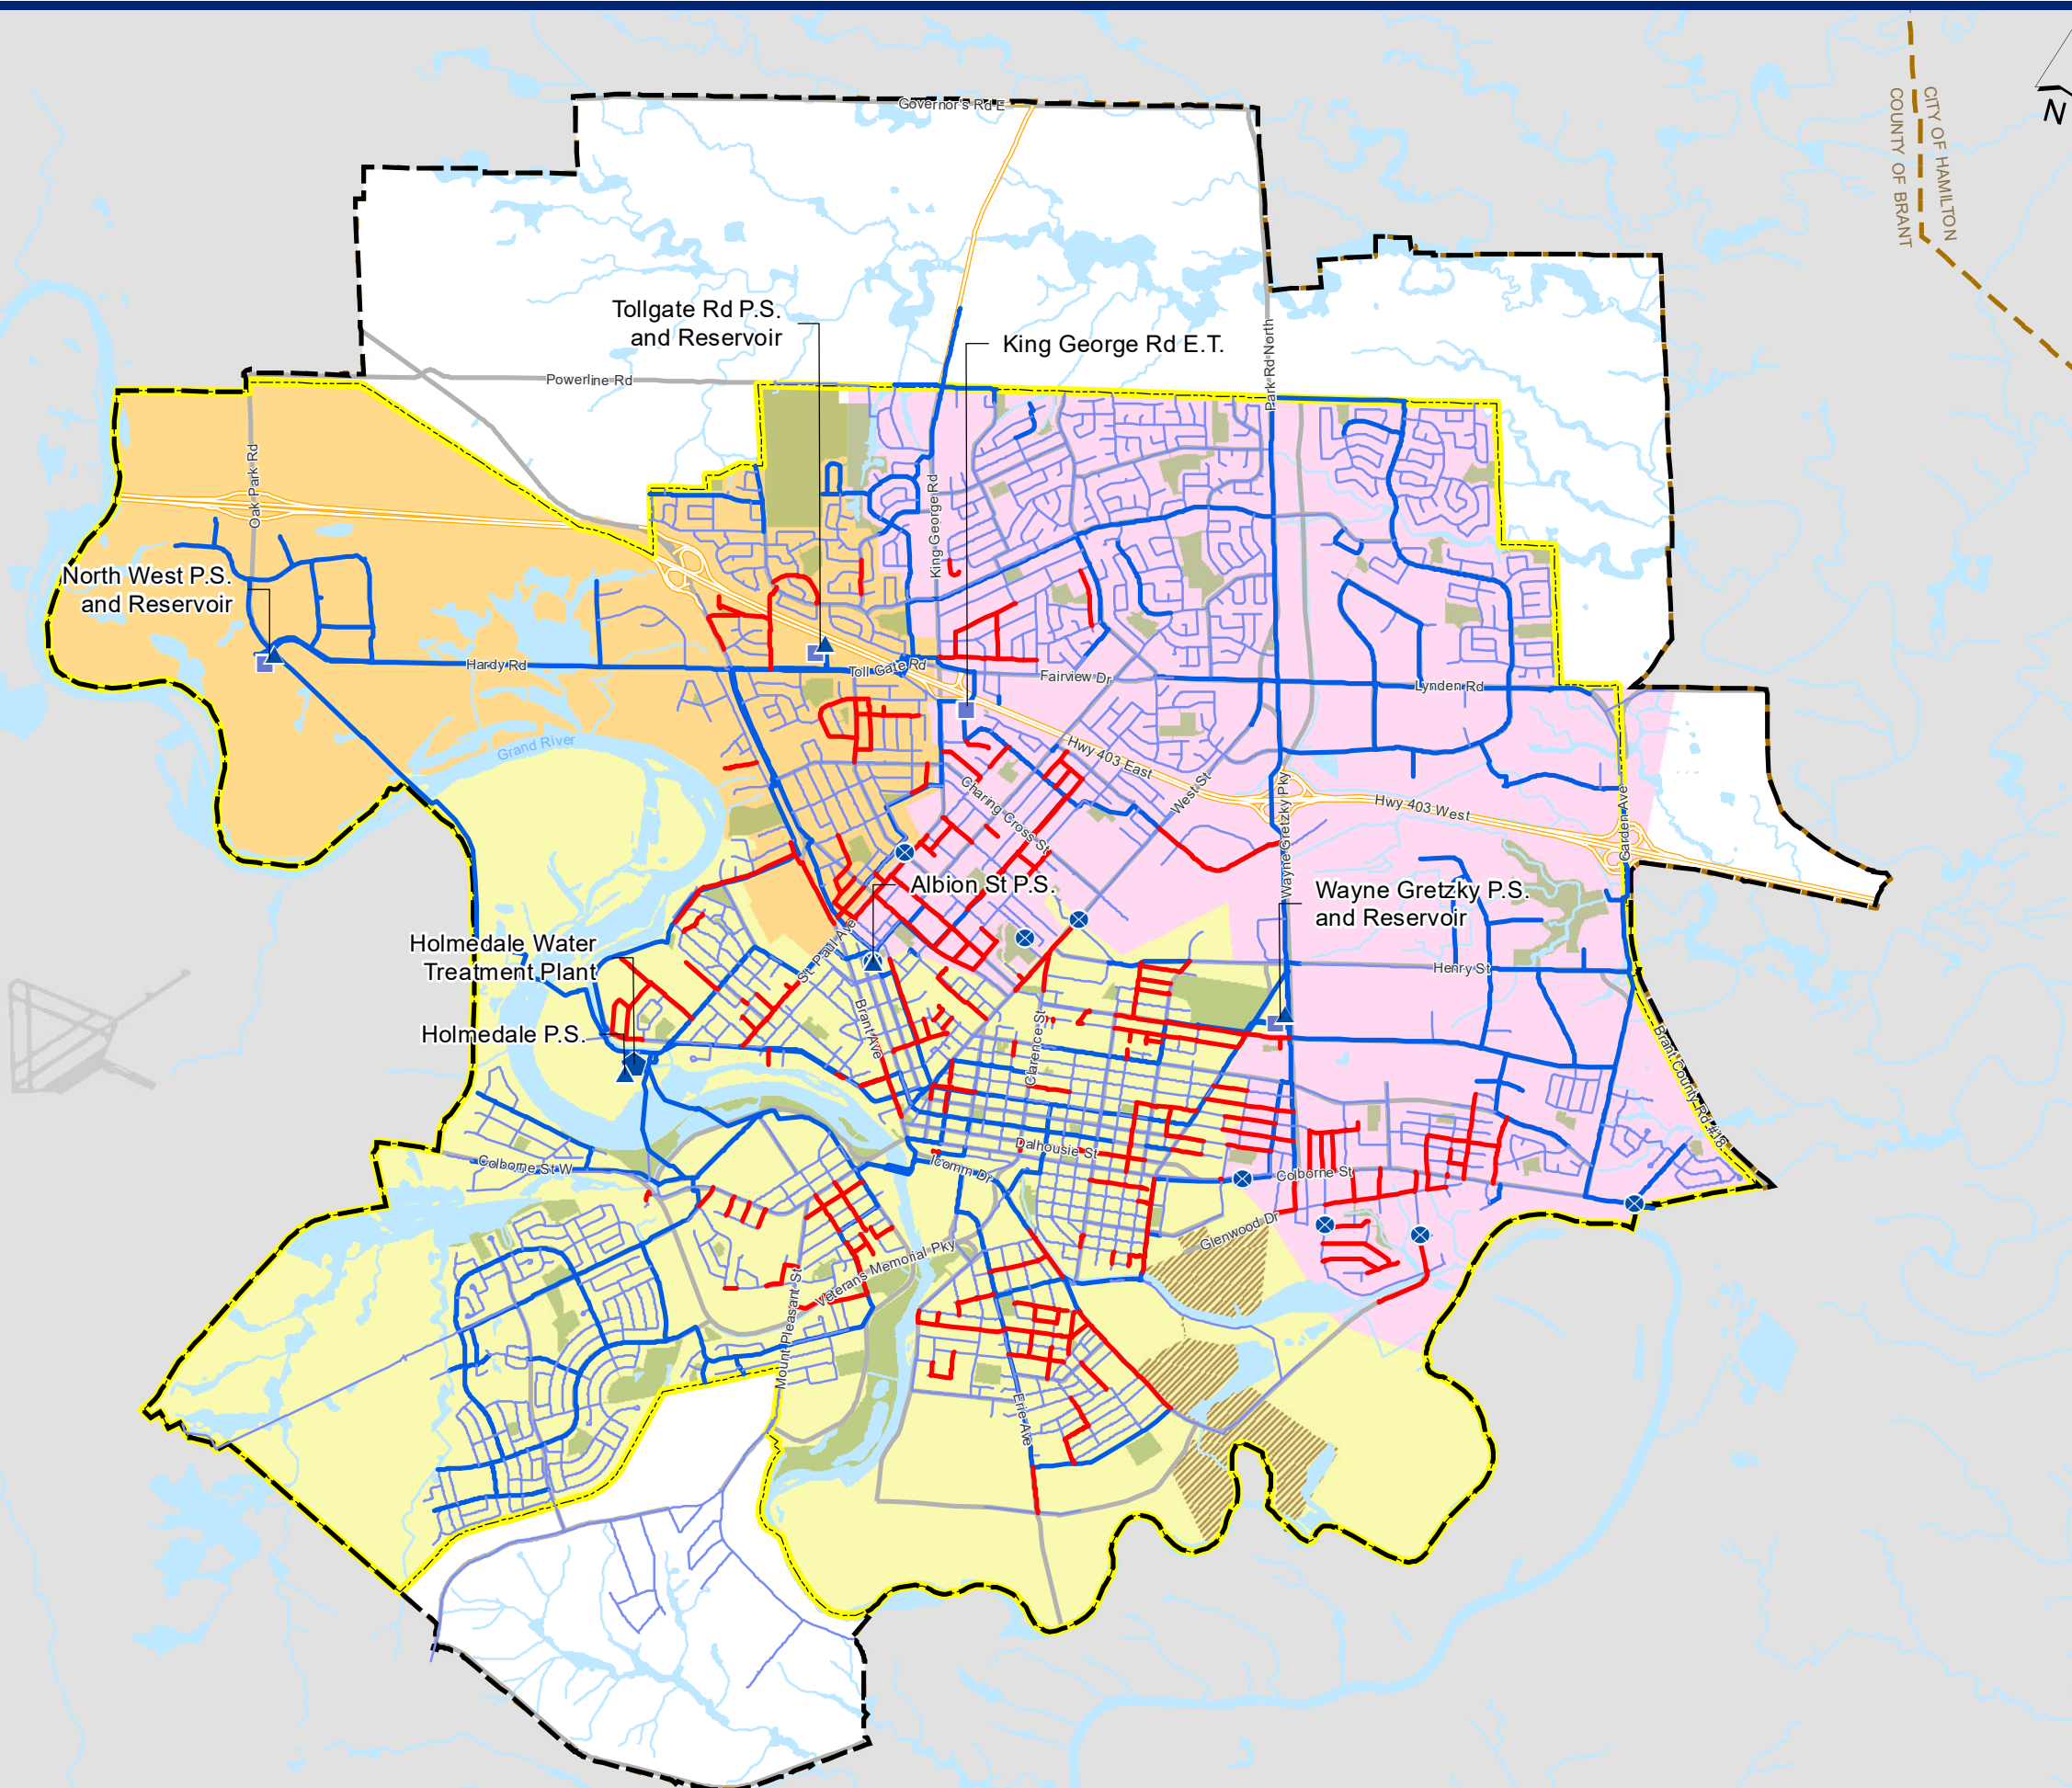 Governor's Rd E
CITY OF HAMILTON
COUNTY OF BRANT
N
Tollgate Rd P.S.
and Reservoir
King George Rd E.T.
Park Rd North
Powerline Rd
Oak Park Rd
King George Rd
North West P.S.
and Reservoir
Hardy Rd
Toll Gate Rd
Fairview Dr
Lynden Rd
Grand River
Hwy 403 East
Charing Cross St
West St
Wayne Gretzky Pky
Hwy 403 West
Garden Ave
Albion St P.S.
Wayne Gretzky P.S.
and Reservoir
Holmedale Water
Treatment Plant
St. Paul Ave
Henry St
Holmedale P.S.
Brant Ave
Clarence St
Brant County Rd #18
Colborne St W
Icomm Dr
Dalhousie St
Colborne St
Glenwood Dr
Veterans Memorial Pky
Mount Pleasant St
Erie Ave